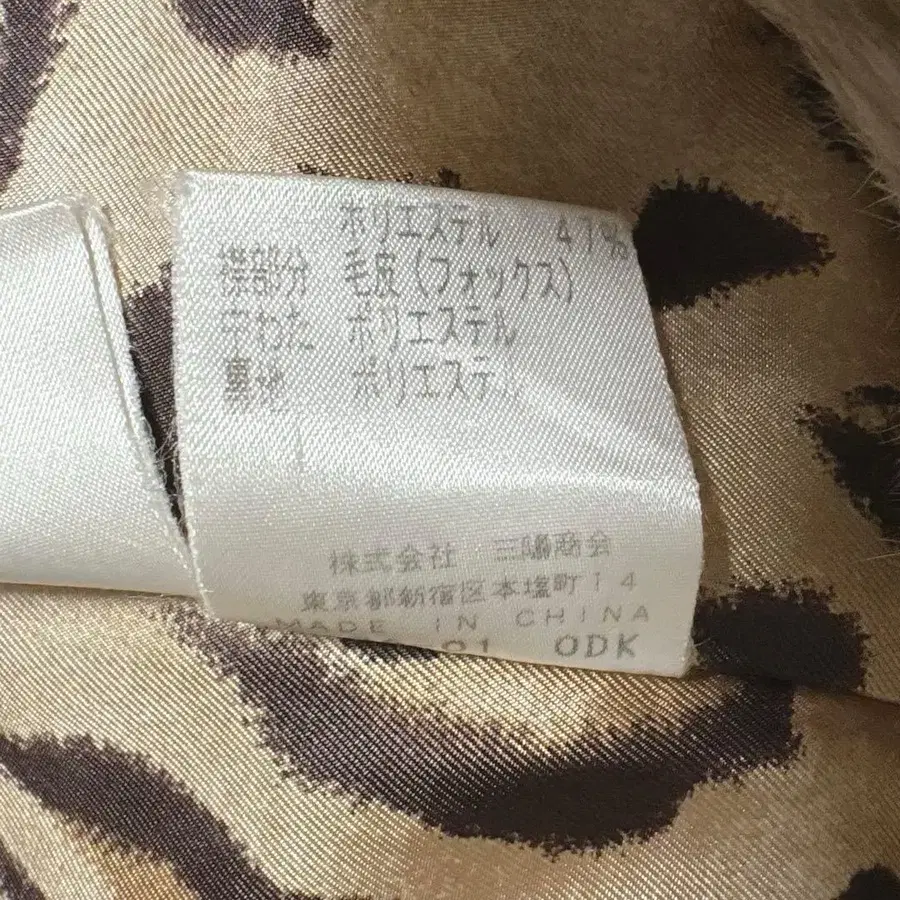 ポリエステル 41%
襟部分 毛皮(フォックス)
中わた ポリエステル
裏地 ポリエステル
株式会社 三陽商会
東京都新宿区本塩町14
MADE IN CHINA
01 ODK